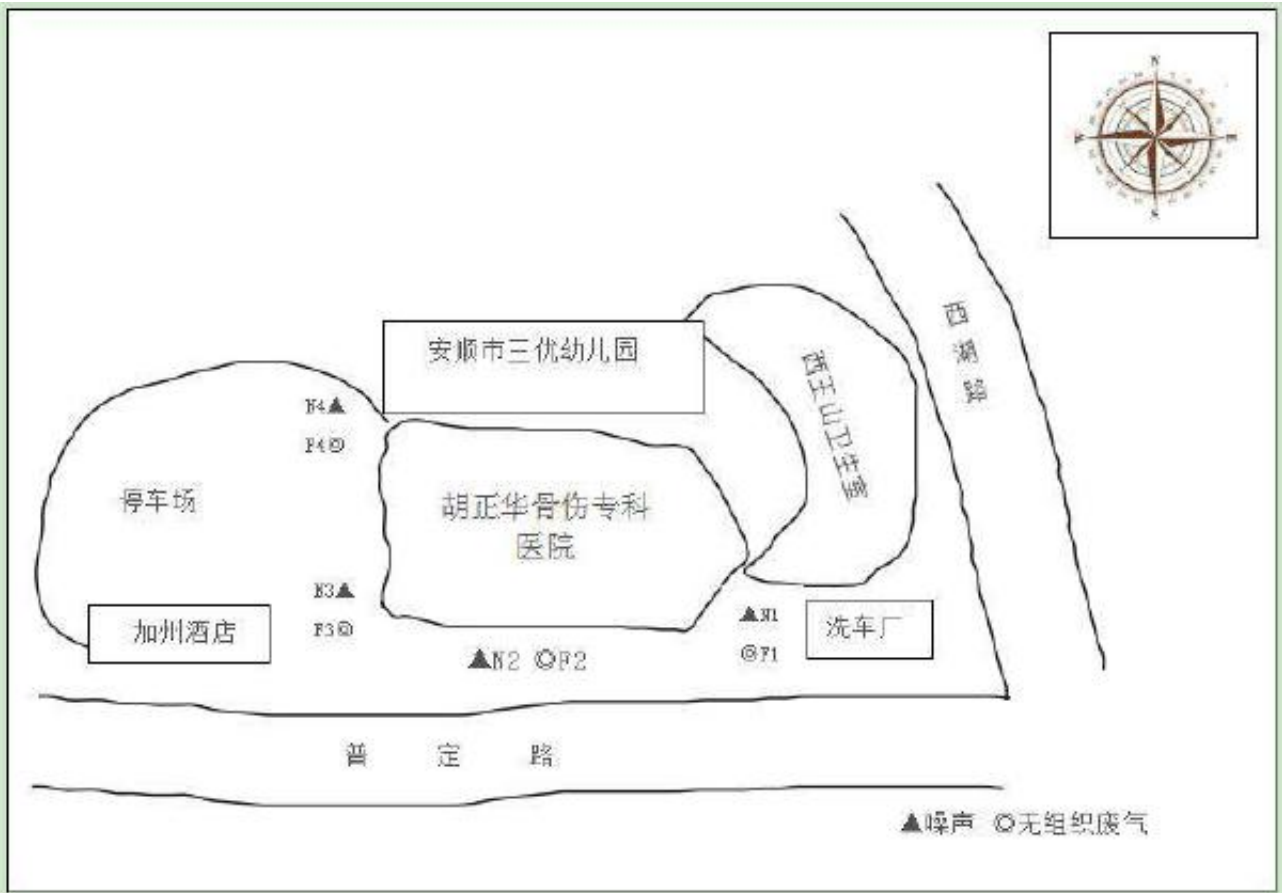 N
W
E
S
西湖路
安顺市三优幼儿园
西王山卫生室
N4▲
F4◎
停车场
胡正华骨伤专科
医院
N3▲
F3◎
▲N1
洗车厂
加州酒店
◎F1
▲N2 ◎F2
普定路
▲噪声 ◎无组织废气